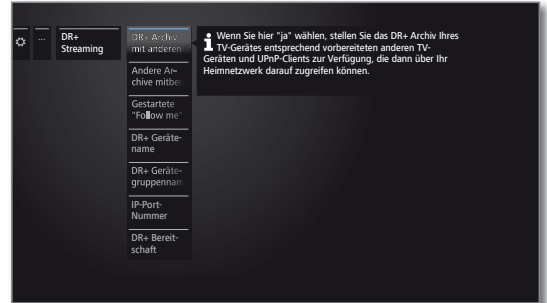 ...
DR+
Streaming
DR+ Archiv
mit anderen
Andere Ar-
chive mitben
Gestartete
"Follow me"
DR+ Geräte-
name
DR+ Geräte-
gruppennam
IP-Port-
Nummer
DR+ Bereit-
schaft
Wenn Sie hier "ja" wählen, stellen Sie das DR+ Archiv Ihres
TV-Gerätes entsprechend vorbereiteten anderen TV-
Geräten und UPnP-Clients zur Verfügung, die dann über Ihr
Heimnetzwerk darauf zugreifen können.